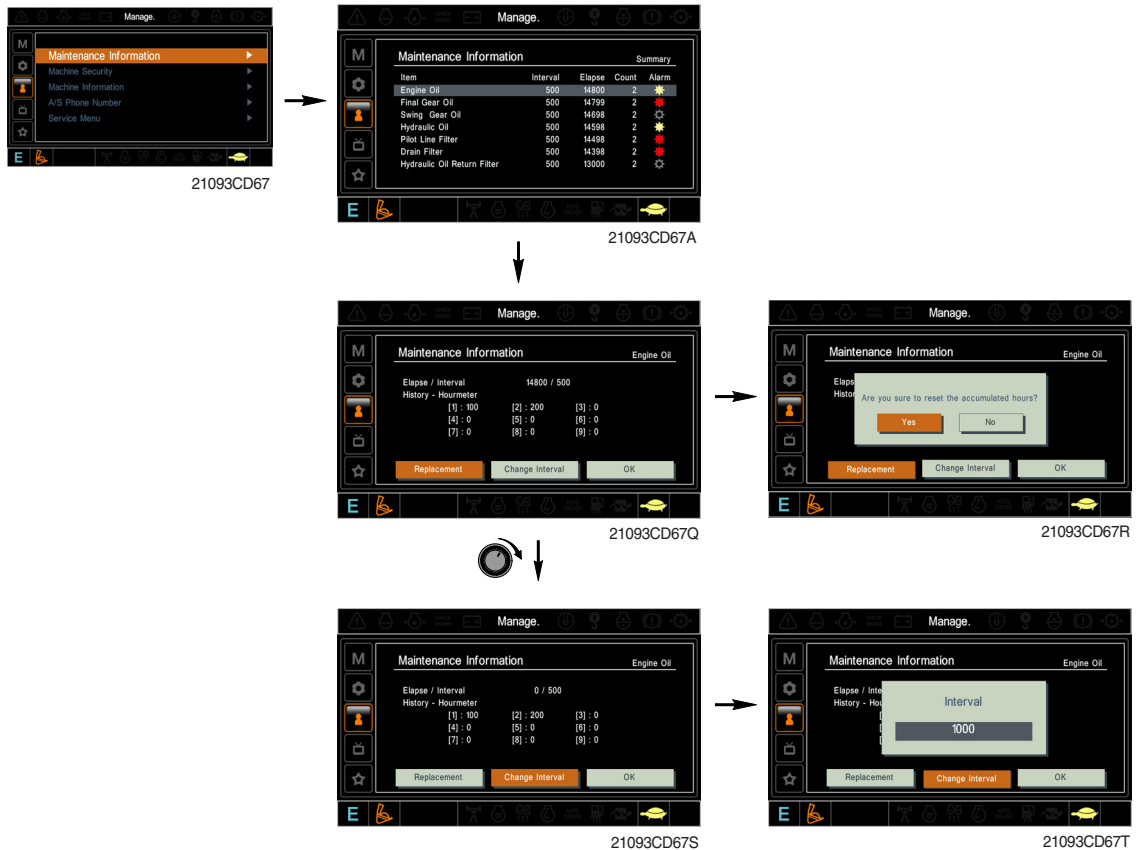 Manage.
M
Maintenance Information
Machine Security
Machine Information
A/S Phone Number
Service Menu
E
21093CD67
Manage.
M
Maintenance Information Summary
Item Interval Elapse Count Alarm
Engine Oil 500 14800 2
Final Gear Oil 500 14799 2
Swing Gear Oil 500 14698 2
Hydraulic Oil 500 14598 2
Pilot Line Filter 500 14498 2
Drain Filter 500 14398 2
Hydraulic Oil Return Filter 500 13000 2
E
21093CD67A
Manage.
M
Maintenance Information Engine Oil
Elapse / Interval 14800 / 500
History - Hourmeter
[1] : 100 [2] : 200 [3] : 0
[4] : 0 [5] : 0 [6] : 0
[7] : 0 [8] : 0 [9] : 0
Replacement Change Interval OK
E
21093CD67Q
Manage.
M
Maintenance Information Engine Oil
Elaps
Histor
Are you sure to reset the accumulated hours?
Yes No
Replacement Change Interval OK
E
21093CD67R
Manage.
M
Maintenance Information Engine Oil
Elapse / Interval 0 / 500
History - Hourmeter
[1] : 100 [2] : 200 [3] : 0
[4] : 0 [5] : 0 [6] : 0
[7] : 0 [8] : 0 [9] : 0
Replacement Change Interval OK
E
21093CD67S
Manage.
M
Maintenance Information Engine Oil
Elapse / Inte
History - Hou
Interval
1000
Replacement Change Interval OK
E
21093CD67T